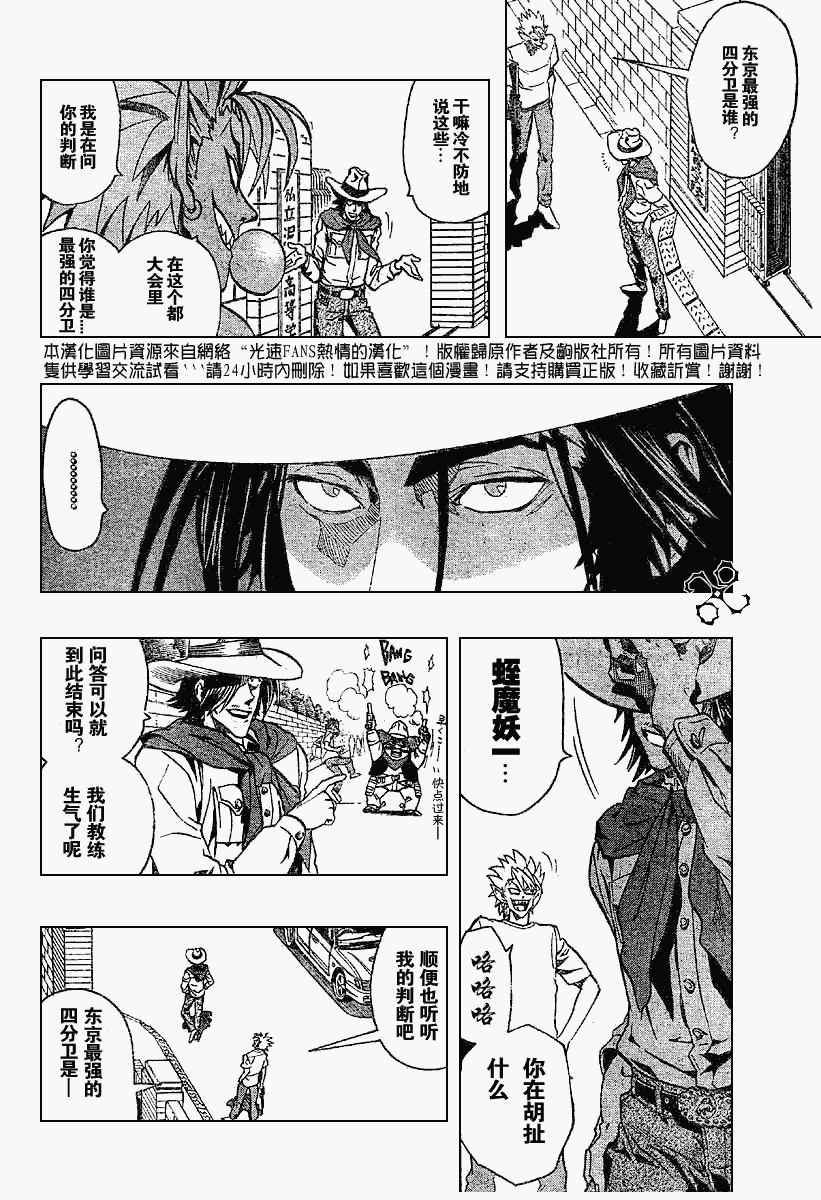 东京最强的
四分卫是谁？
干嘛冷不防地
说这些…
我是在问
你的判断
在这个都
大会里
你觉得谁是
最强的四分卫
私立泥
高等学
本漢化圖片資源來自網絡“光速FANS熱情的漢化”！版權歸原作者及齣版社所有！所有圖片資料
隻供學習交流試看```請24小時內刪除！如果喜歡這個漫畫！請支持購買正版！收藏訢賞！謝謝！
………
蛭魔妖一…
咯咯咯
你在胡扯
什么
BANG
BANG
快点过来—
问答可以就
到此结束吗？
我们教练
生气了呢
顺便也听听
我的判断吧
东京最强的
四分卫是—